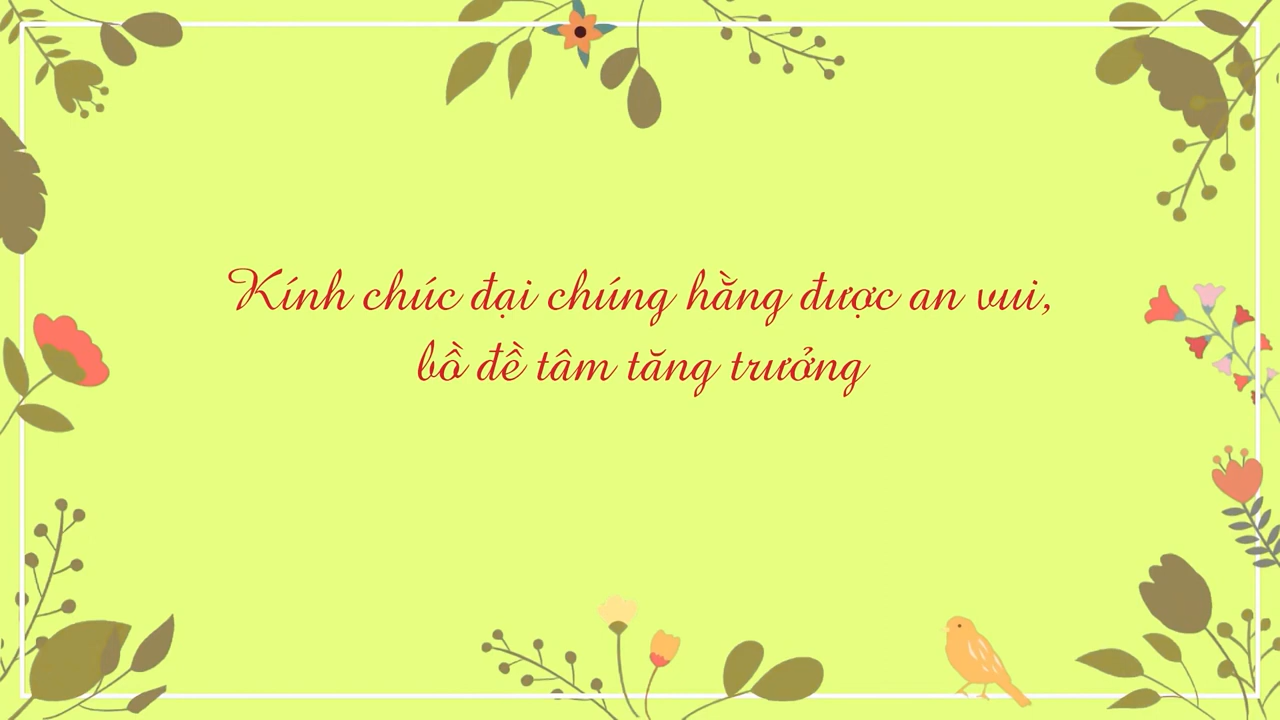 Kính chúc đại chúng hằng được an vui,
bồ đề tâm tăng trưởng